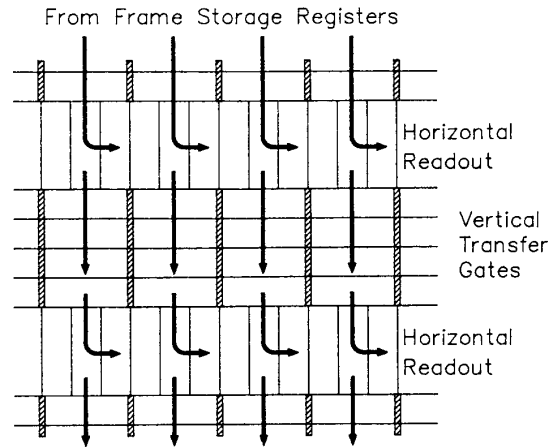 From Frame Storage Registers
Horizontal
Readout
Vertical
Transfer
Gates
Horizontal
Readout